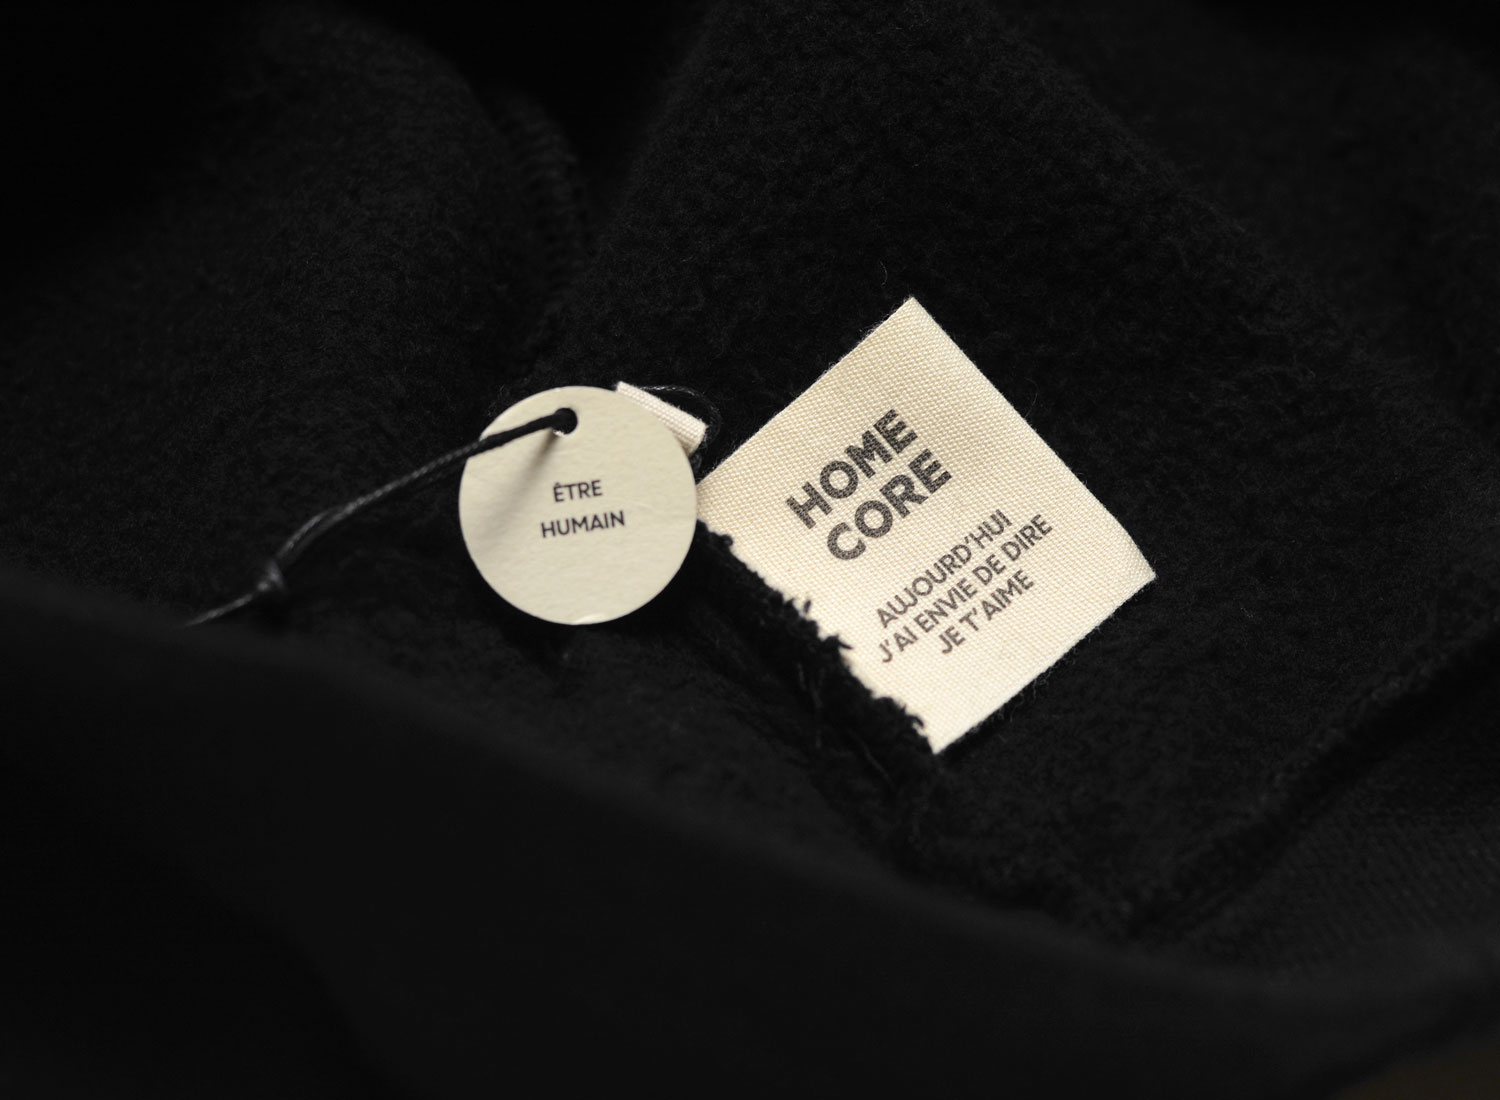 ÊTRE
HUMAIN
HOME
CORE
AUJOURD'HUI
J'AI ENVIE DE DIRE
JE T'AIME